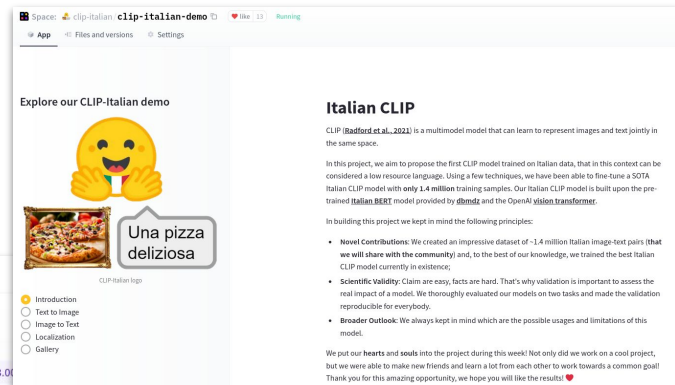 Space: clip-italian/clip-italian-demo like 13 Running
App Files and versions Settings
Explore our CLIP-Italian demo
Una pizza
deliziosa
CLIP-Italian logo
Introduction
Text to Image
Image to Text
Localization
Gallery
Italian CLIP
CLIP (Radford et al., 2021) is a multimodel model that can learn to represent images and text jointly in
the same space.
In this project, we aim to propose the first CLIP model trained on Italian data, that in this context can be
considered a low resource language. Using a few techniques, we have been able to fine-tune a SOTA
Italian CLIP model with only 1.4 million training samples. Our Italian CLIP model is built upon the pre-
trained Italian BERT model provided by dbmdz and the OpenAI vision transformer.
In building this project we kept in mind the following principles:
• Novel Contributions: We created an impressive dataset of ~1.4 million Italian image-text pairs (that
we will share with the community) and, to the best of our knowledge, we trained the best Italian
CLIP model currently in existence;
• Scientific Validity: Claim are easy, facts are hard. That's why validation is important to assess the
real impact of a model. We thoroughly evaluated our models on two tasks and made the validation
reproducible for everybody.
• Broader Outlook: We always kept in mind which are the possible usages and limitations of this
model.
We put our hearts and souls into the project during this week! Not only did we work on a cool project,
but we were able to make new friends and learn a lot from each other to work towards a common goal!
Thank you for this amazing opportunity, we hope you will like the results! ❤️